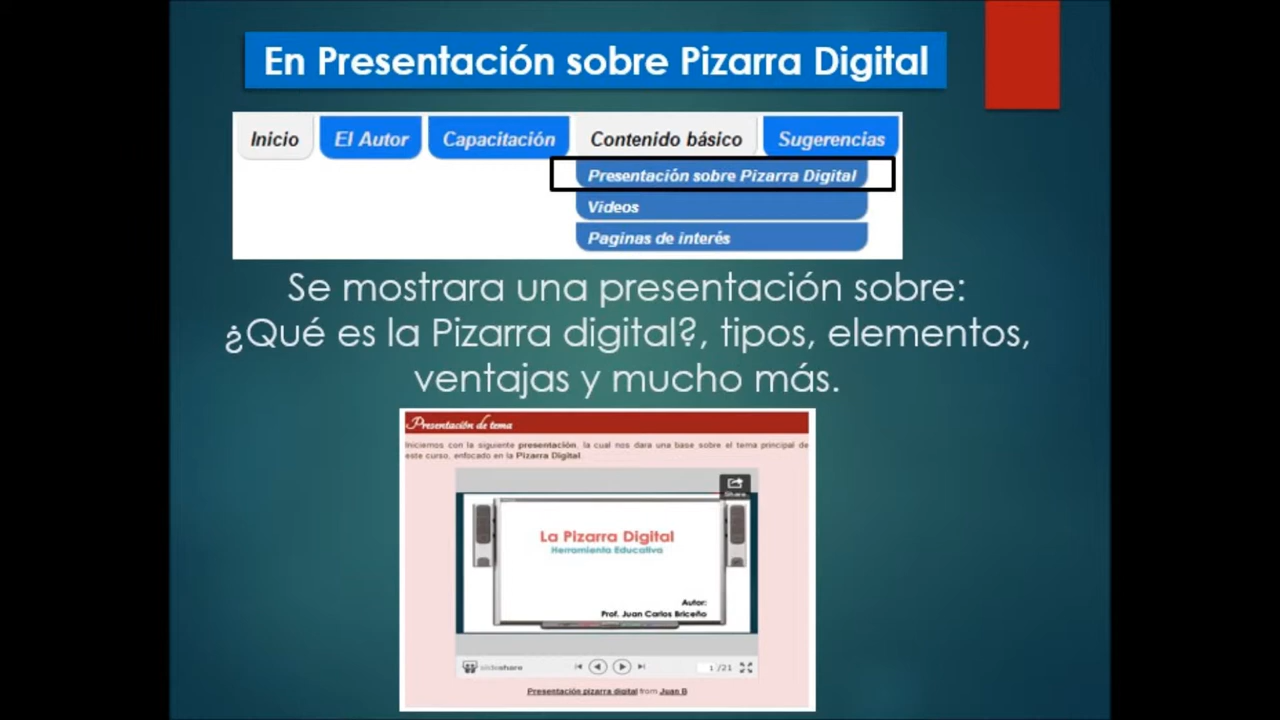 En Presentación sobre Pizarra Digital
Inicio El Autor Capacitación Contenido básico Sugerencias
Presentación sobre Pizarra Digital
Videos
Paginas de interés
Se mostrara una presentación sobre:
¿Qué es la Pizarra digital?, tipos, elementos,
ventajas y mucho más.
Presentación de tema
Iniciemos con la siguiente presentación, la cual nos dara una base sobre el tema principal de
este curso, enfocado en la Pizarra Digital.
Share
La Pizarra Digital
Herramienta Educativa
Autor:
Prof. Juan Carlos Briceño
slideshare 1 /21
Presentación pizarra digital from Juan B